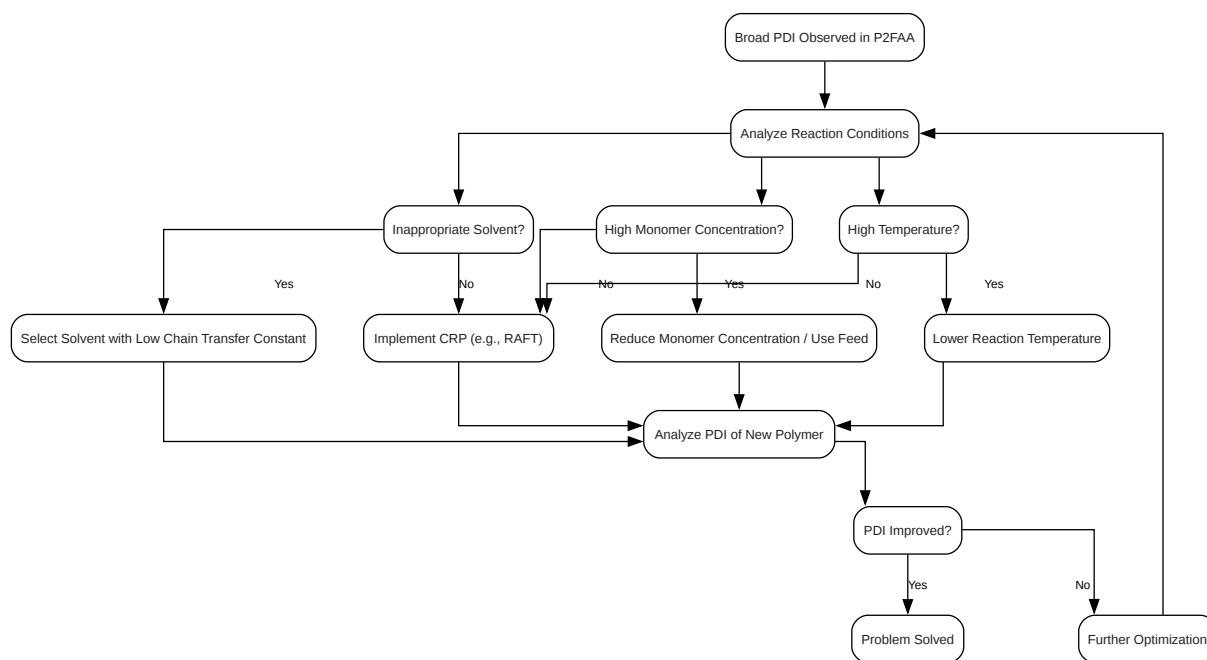 Broad PDI Observed in P2FAA
Analyze Reaction Conditions
Inappropriate Solvent?
High Monomer Concentration?
High Temperature?
Yes
No
No
Yes
No
Yes
Select Solvent with Low Chain Transfer Constant
Implement CRP (e.g., RAFT)
Reduce Monomer Concentration / Use Feed
Lower Reaction Temperature
Analyze PDI of New Polymer
PDI Improved?
Yes
No
Problem Solved
Further Optimization